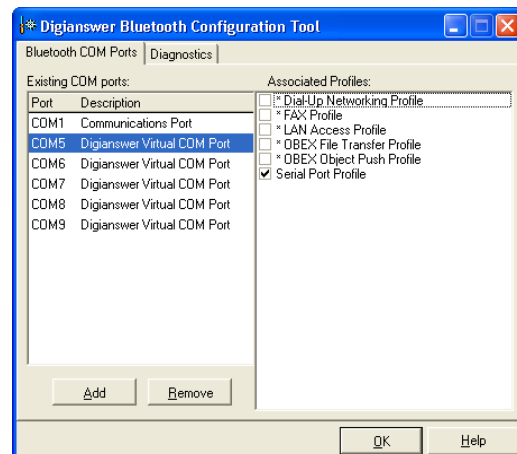 Digianswer Bluetooth Configuration Tool
Bluetooth COM Ports Diagnostics
Existing COM ports:
Port Description
COM1 Communications Port
COM5 Digianswer Virtual COM Port
COM6 Digianswer Virtual COM Port
COM7 Digianswer Virtual COM Port
COM8 Digianswer Virtual COM Port
COM9 Digianswer Virtual COM Port
Add Remove
Associated Profiles:
* Dial-Up Networking Profile
* FAX Profile
* LAN Access Profile
* OBEX File Transfer Profile
* OBEX Object Push Profile
Serial Port Profile
OK Help